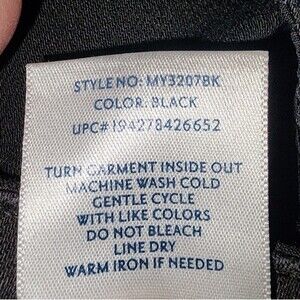 STYLE NO: MY3207BK
COLOR: BLACK
UPC# 194278426652
TURN GARMENT INSIDE OUT
MACHINE WASH COLD
GENTLE CYCLE
WITH LIKE COLORS
DO NOT BLEACH
LINE DRY
WARM IRON IF NEEDED